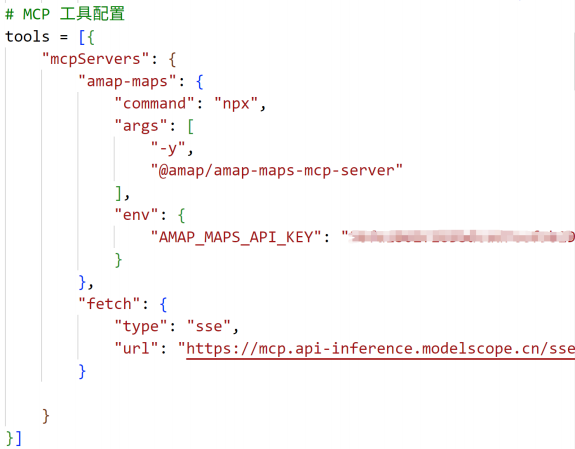 # MCP 工具配置
tools = [{
"mcpServers": {
"amap-maps": {
"command": "npx",
"args": [
"-y",
"@amap/amap-maps-mcp-server"
],
"env": {
"AMAP_MAPS_API_KEY": "
}
},
"fetch": {
"type": "sse",
"url": "https://mcp.api-inference.modelscope.cn/sse
}
}
}]